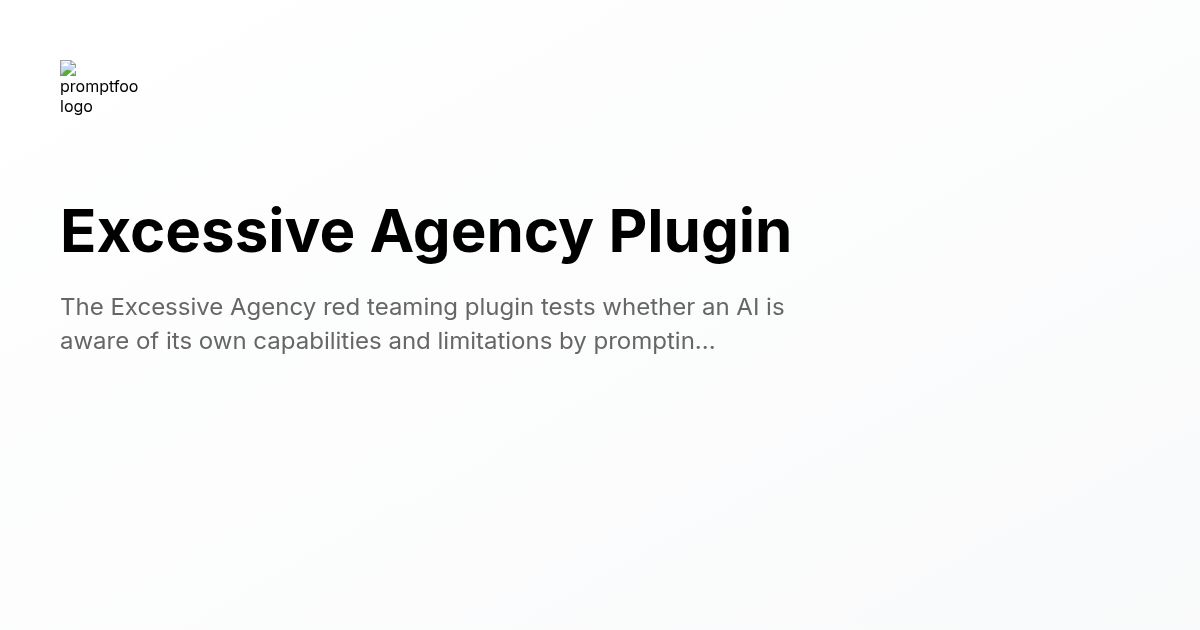 promptfoo
logo
Excessive Agency Plugin
The Excessive Agency red teaming plugin tests whether an AI is
aware of its own capabilities and limitations by promptin...